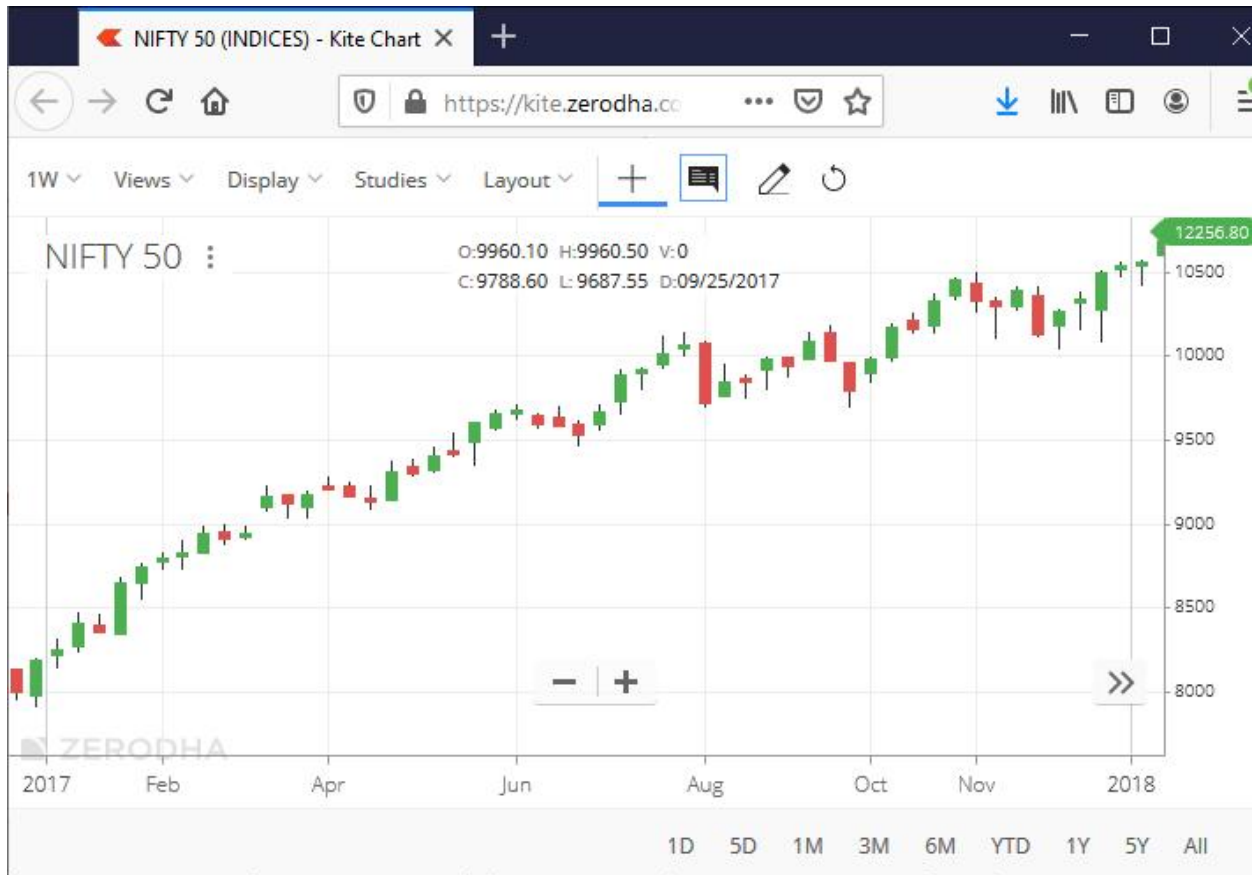 NIFTY 50 (INDICES) - Kite Chart
https://kite.zerodha.co
1W Views Display Studies Layout
NIFTY 50
O:9960.10 H:9960.50 V:0
C:9788.60 L:9687.55 D:09/25/2017
12256.80
10500
10000
9500
9000
8500
8000
ZERODHA
2017 Feb Apr Jun Aug Oct Nov 2018
1D 5D 1M 3M 6M YTD 1Y 5Y All